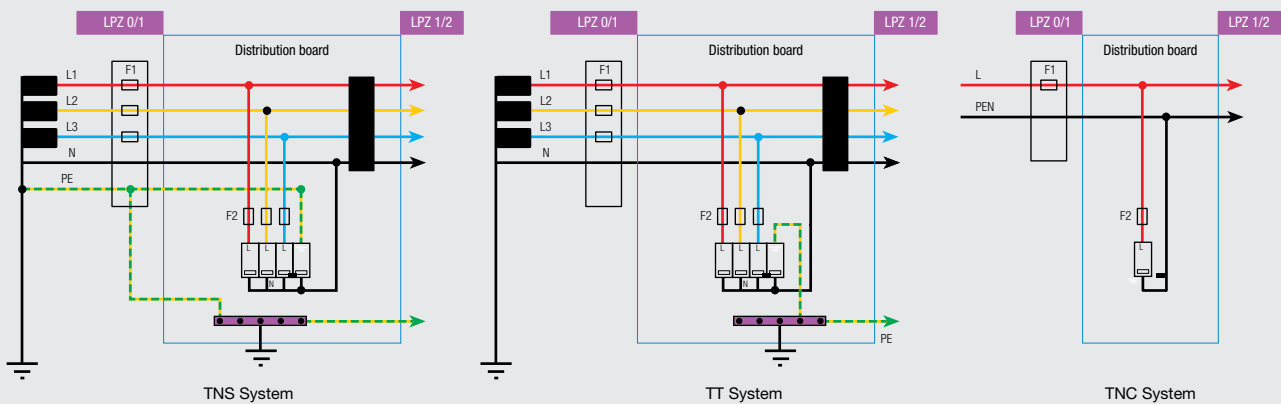 LPZ 0/1
LPZ 1/2
Distribution board
L1
F1
L2
L3
N
PE
F2
L
L
L
N
TNS System
LPZ 0/1
LPZ 1/2
Distribution board
L1
F1
L2
L3
N
F2
L
L
L
N
PE
TT System
LPZ 0/1
LPZ 1/2
Distribution board
L
F1
PEN
F2
L
TNC System